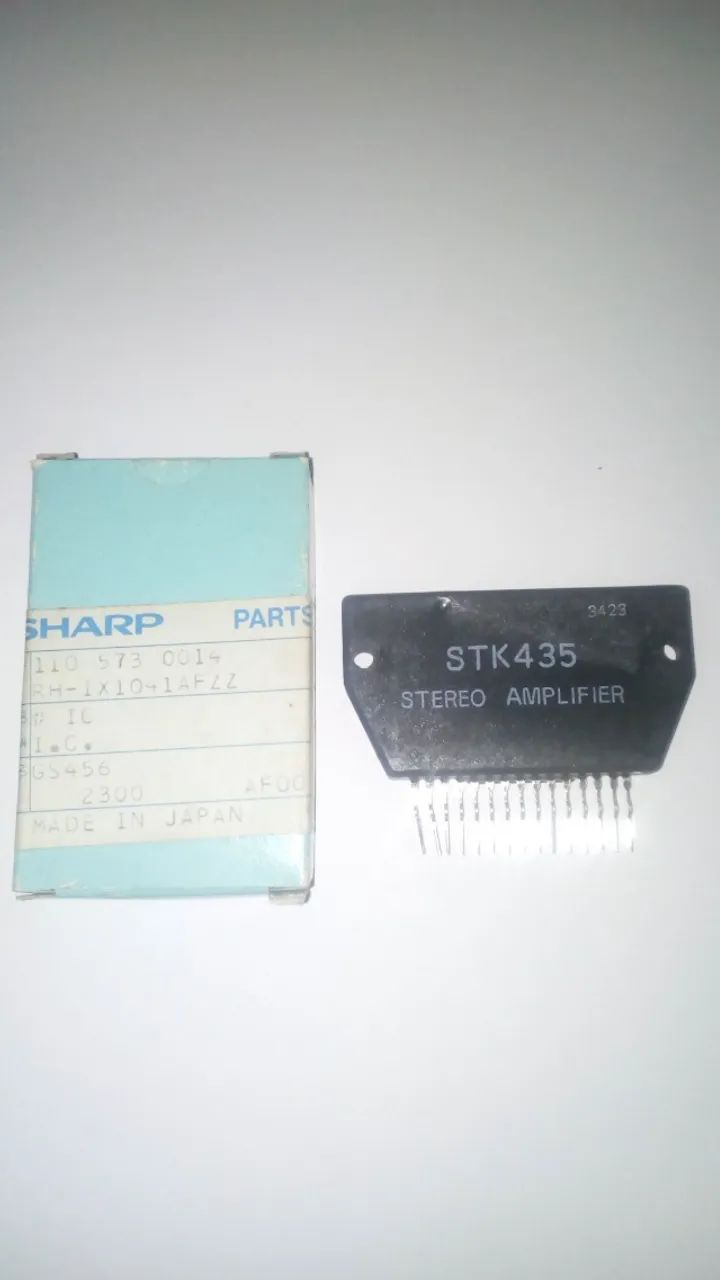 SHARP PARTS
110 573 0014
RH-IX1041AFZZ
IC
I.C.
GS456
2300 AF00
MADE IN JAPAN
3423
STK435
STEREO AMPLIFIER